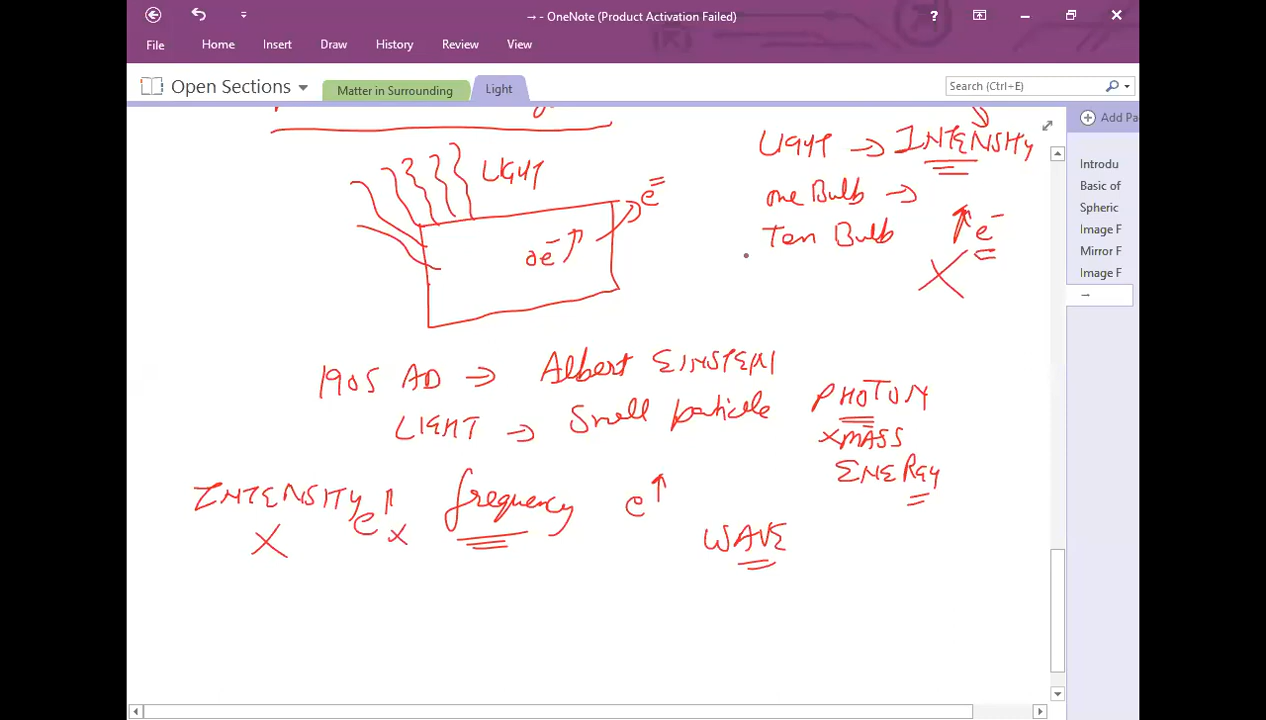 → - OneNote (Product Activation Failed)
?
File Home Insert Draw History Review View
Open Sections
Matter in Surrounding
Light
Search (Ctrl+E)
Add Pa
Introdu
Basic of
Spheric
Image F
Mirror F
Image F
→
LIGHT
e-
e-↑
LIGHT → INTENSITY
one Bulb →
Ten Bulb
↑ e-
X
1905 AD → Albert EINSTEIN
LIGHT → Small particle
PHOTON
X MASS
ENERGY
INTENSITY e↑
X X
frequency e↑
WAVE